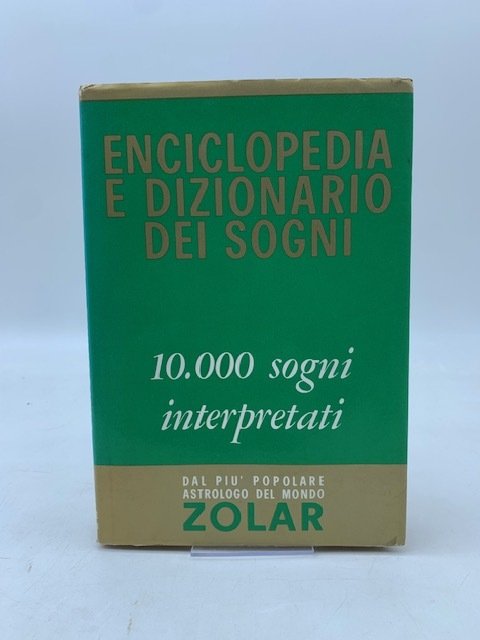 ENCICLOPEDIA
E DIZIONARIO
DEI SOGNI
10.000 sogni
interpretati
DAL PIU' POPOLARE
ASTROLOGO DEL MONDO
ZOLAR